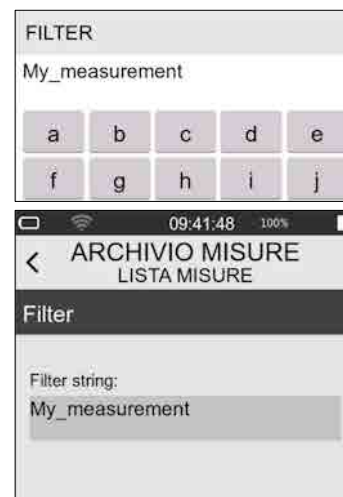 FILTER
My_measurement
a b c d e
f g h i j
09:41:48 100%
ARCHIVIO MISURE
LISTA MISURE
Filter
Filter string:
My_measurement